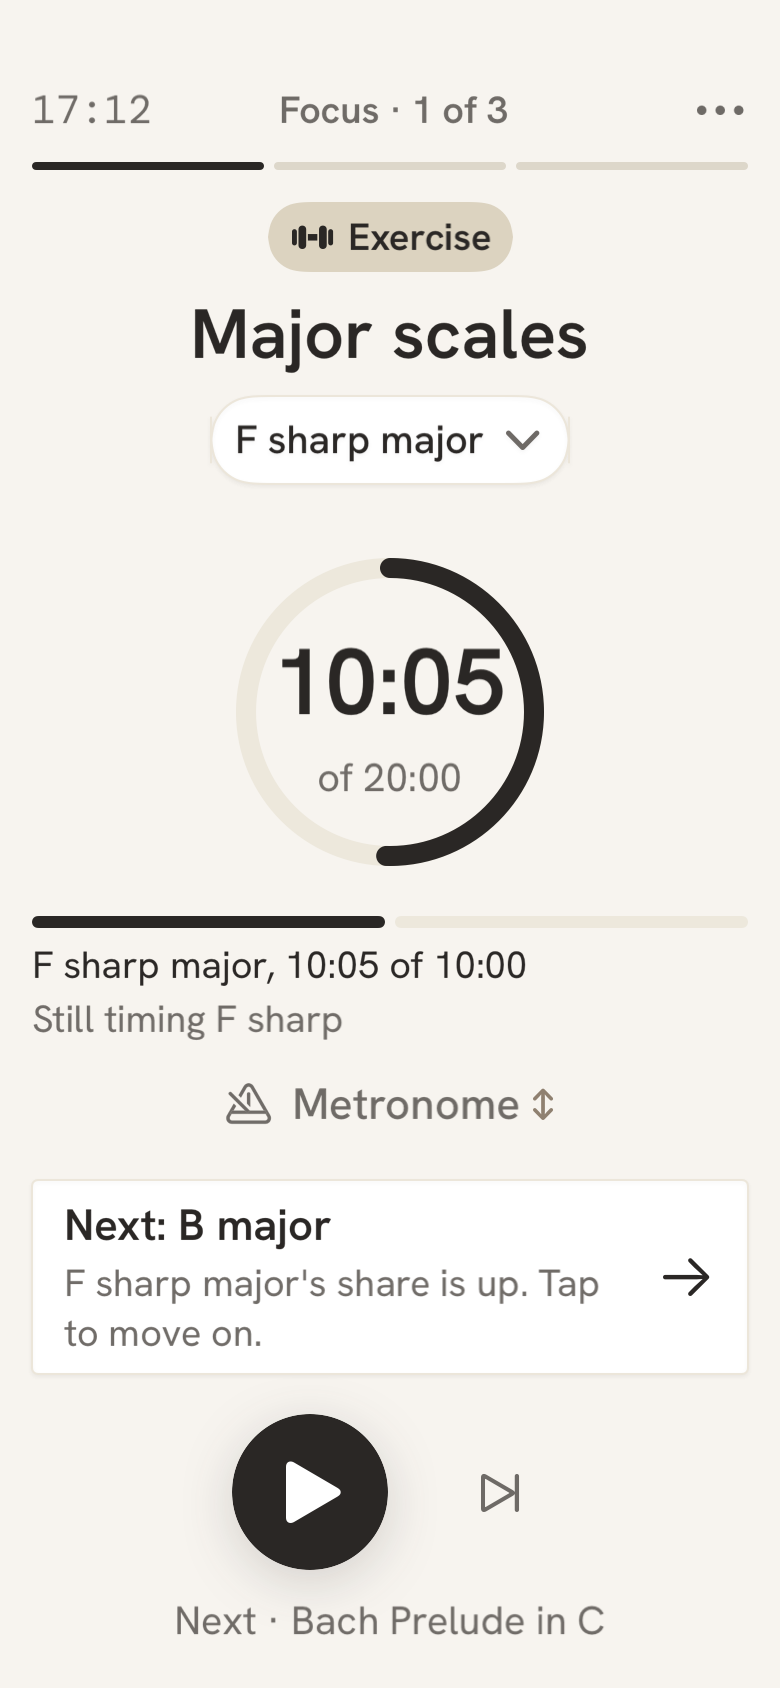 17:12
Focus · 1 of 3
Exercise
Major scales
F sharp major
10:05
of 20:00
F sharp major, 10:05 of 10:00
Still timing F sharp
Metronome
Next: B major
F sharp major's share is up. Tap
to move on.
Next · Bach Prelude in C